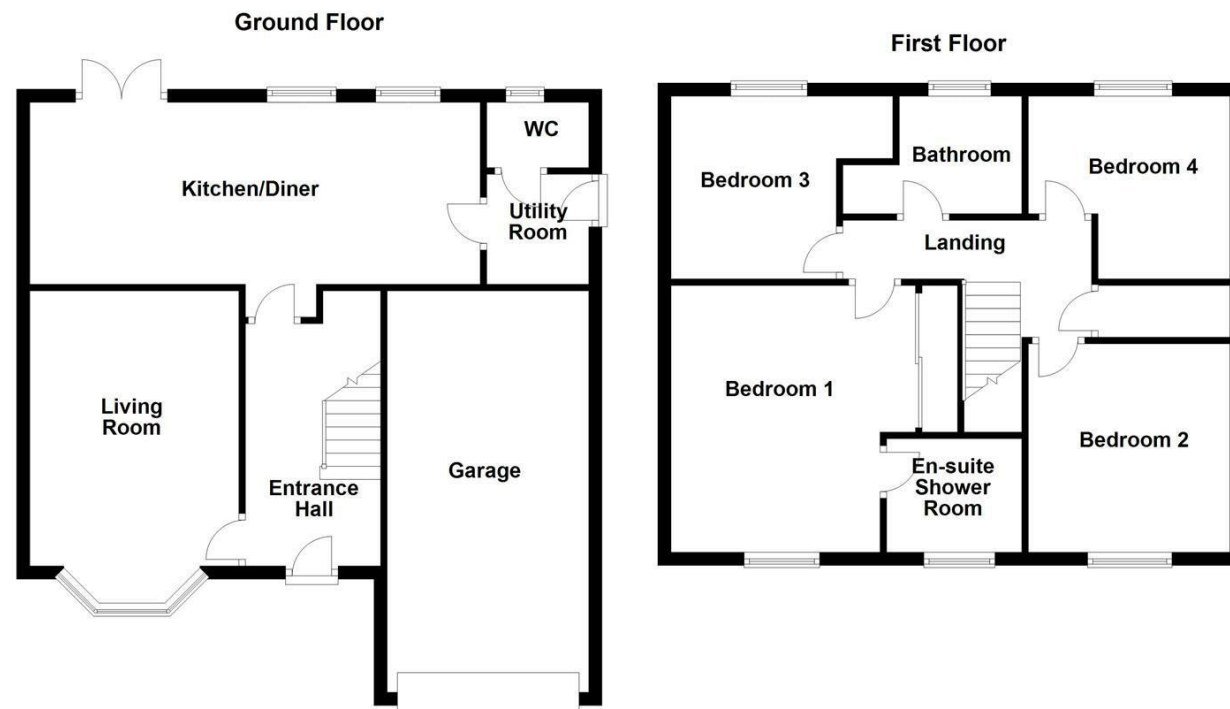 Ground Floor
WC
Kitchen/Diner
Utility
Room
Living
Room
Garage
Entrance
Hall
First Floor
Bathroom
Bedroom 3
Bedroom 4
Landing
Bedroom 1
Bedroom 2
En-suite
Shower
Room